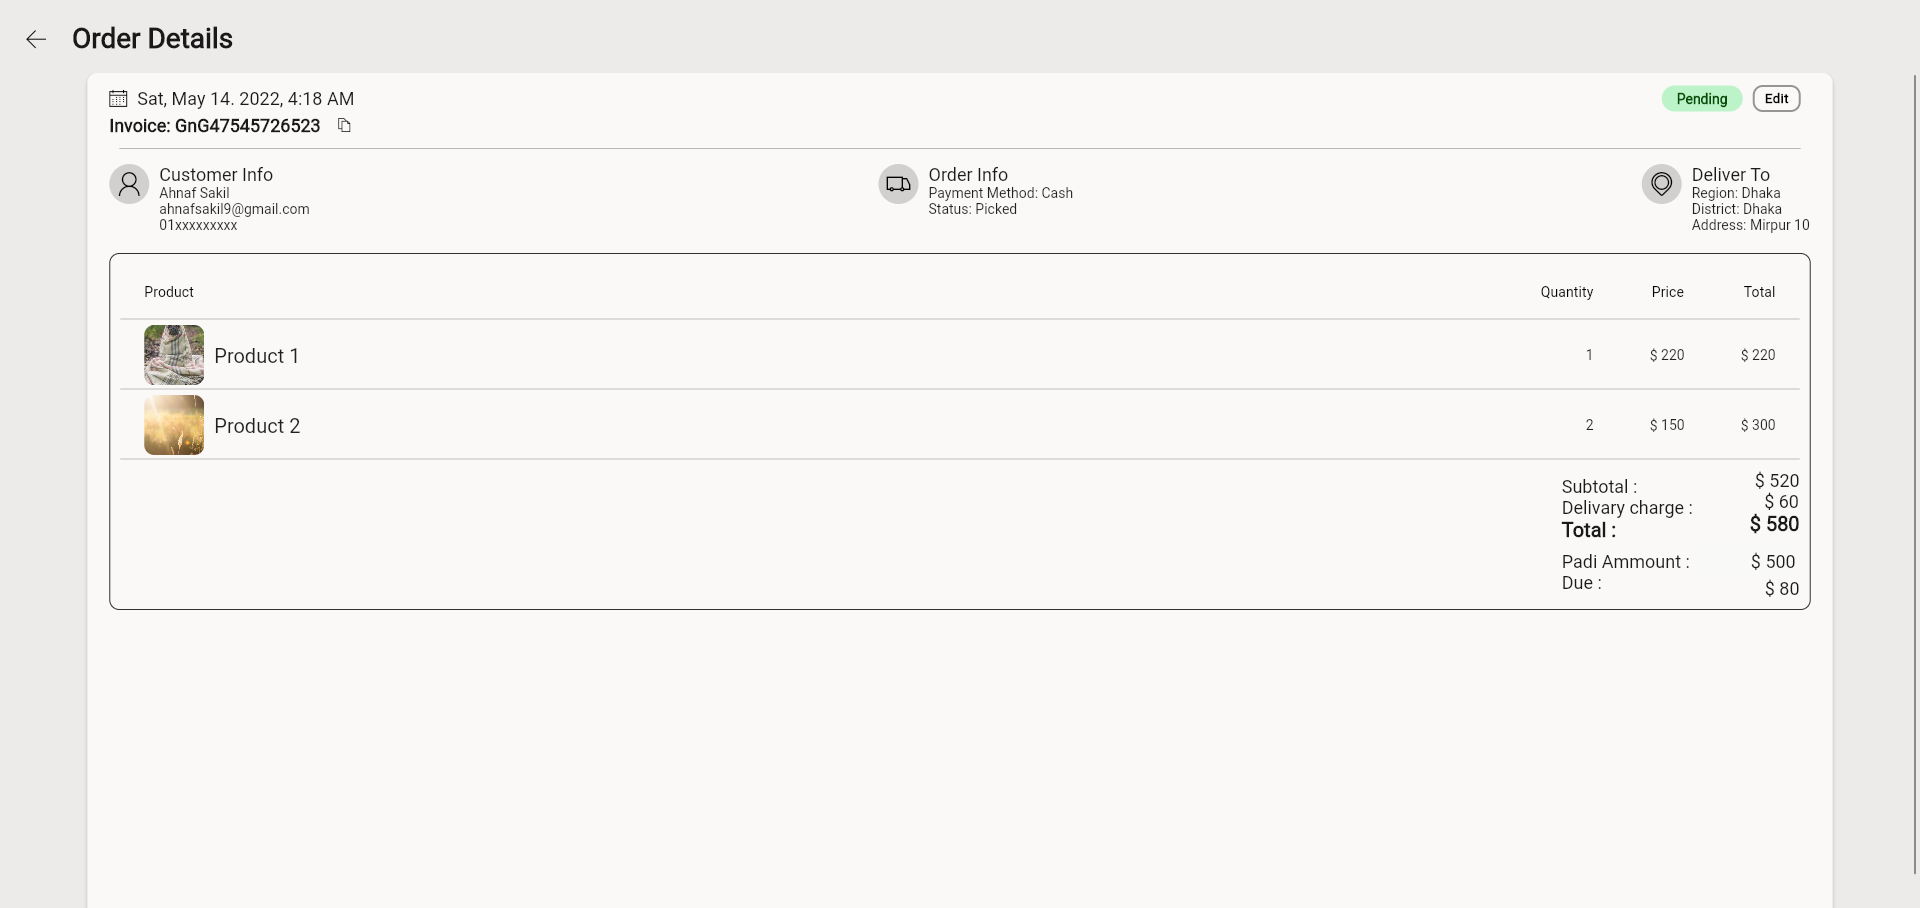 Order Details
Sat, May 14. 2022, 4:18 AM
Pending
Edit
Invoice: GnG47545726523
Customer Info
Ahnaf Sakil
ahnafsakil9@gmail.com
01xxxxxxxxx
Order Info
Payment Method: Cash
Status: Picked
Deliver To
Region: Dhaka
District: Dhaka
Address: Mirpur 10
Product Quantity Price Total
Product 1 1 $ 220 $ 220
Product 2 2 $ 150 $ 300
Subtotal : $ 520
Delivary charge : $ 60
Total : $ 580
Padi Ammount : $ 500
Due : $ 80